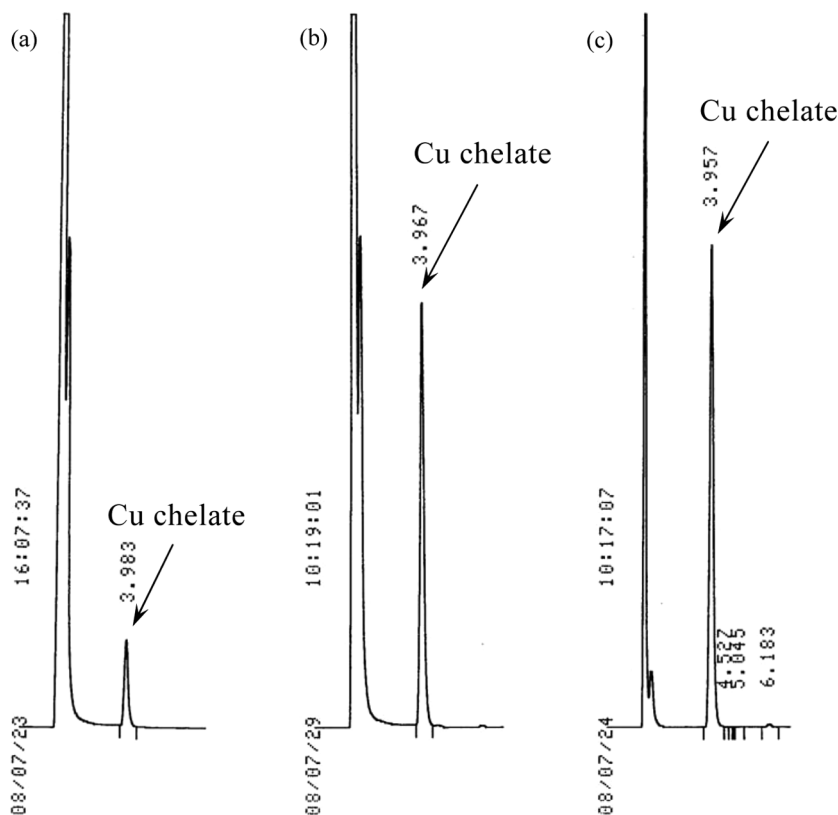 (a)
Cu chelate
3.983
16:07:37
08/07/23
(b)
Cu chelate
3.967
10:19:01
08/07/29
(c)
Cu chelate
3.957
10:17:07
4.527
5.045
6.183
08/07/24